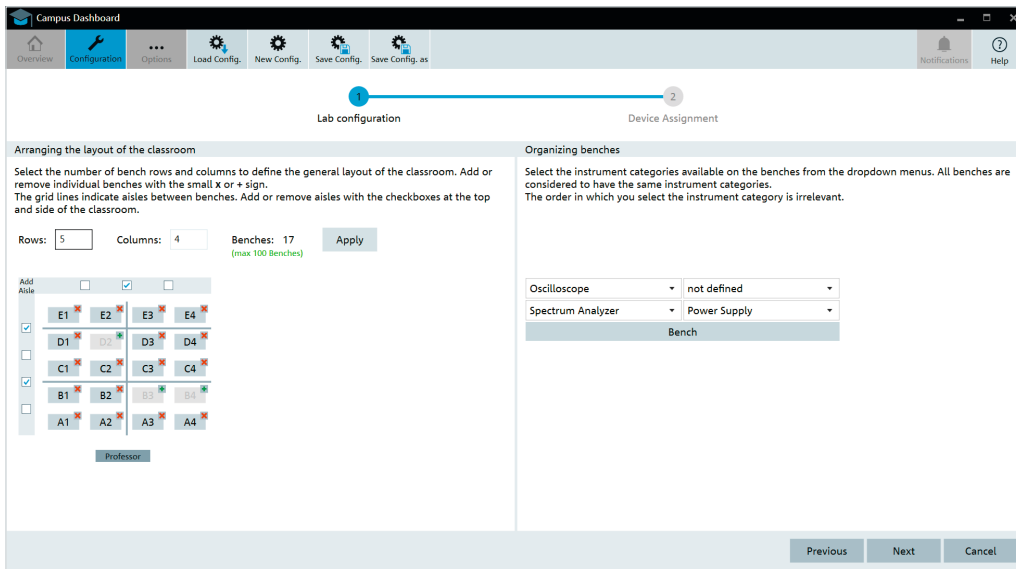 Campus Dashboard
Overview
Configuration
Options
Load Config.
New Config.
Save Config.
Save Config. as
Notifications
Help
1
2
Lab configuration
Device Assignment
Arranging the layout of the classroom
Select the number of bench rows and columns to define the general layout of the classroom. Add or
remove individual benches with the small x or + sign.
The grid lines indicate aisles between benches. Add or remove aisles with the checkboxes at the top
and side of the classroom.
Rows: 5 Columns: 4 Benches: 17 Apply
(max 100 Benches)
Add
Aisle
E1 E2 E3 E4
D1 D2 D3 D4
C1 C2 C3 C4
B1 B2 B3 B4
A1 A2 A3 A4
Professor
Organizing benches
Select the instrument categories available on the benches from the dropdown menus. All benches are
considered to have the same instrument categories.
The order in which you select the instrument category is irrelevant.
Oscilloscope not defined
Spectrum Analyzer Power Supply
Bench
Previous Next Cancel